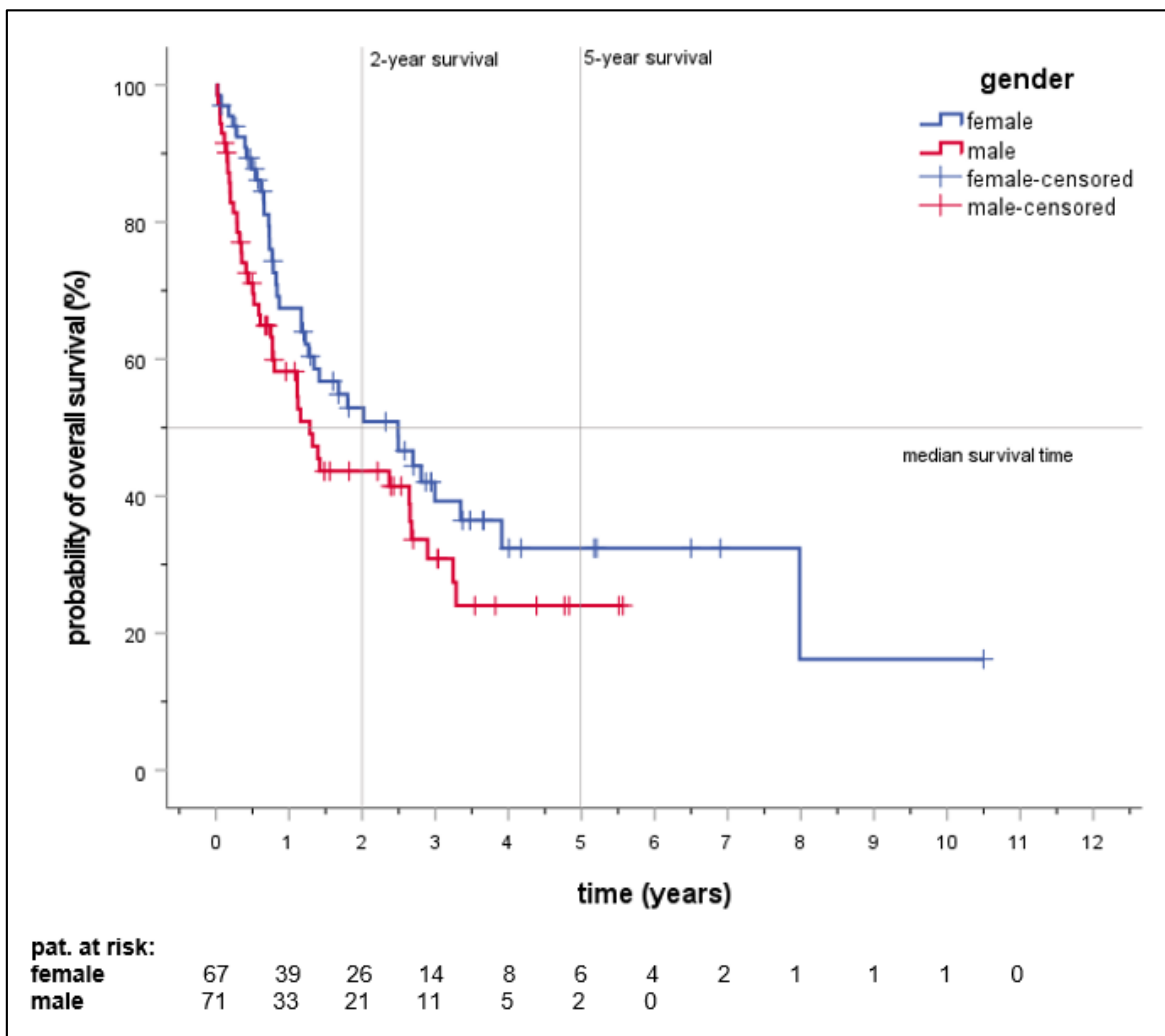 2-year survival
5-year survival
gender
female
male
female-censored
male-censored
median survival time
probability of overall survival (%)
100
80
60
40
20
0
0 1 2 3 4 5 6 7 8 9 10 11 12
time (years)
pat. at risk:
female 67 39 26 14 8 6 4 2 1 1 1 0
male 71 33 21 11 5 2 0